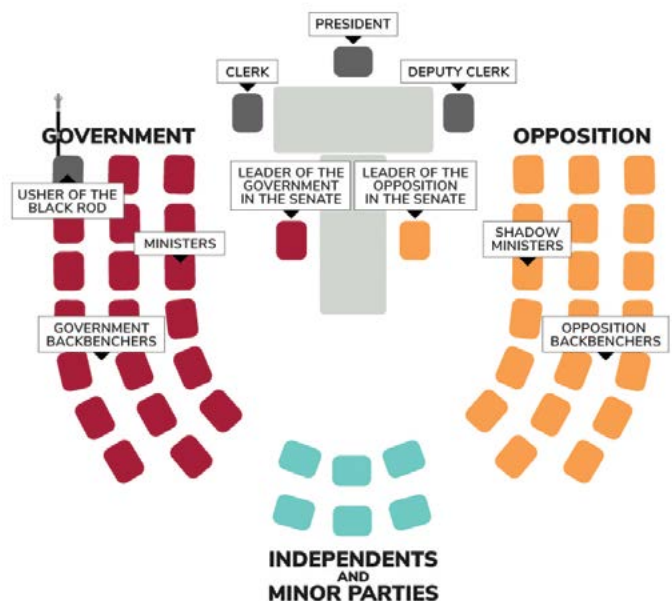 PRESIDENT
CLERK
DEPUTY CLERK
GOVERNMENT
OPPOSITION
USHER OF THE
BLACK ROD
LEADER OF THE
GOVERNMENT
IN THE SENATE
LEADER OF THE
OPPOSITION
IN THE SENATE
MINISTERS
SHADOW
MINISTERS
GOVERNMENT
BACKBENCHERS
OPPOSITION
BACKBENCHERS
INDEPENDENTS
AND
MINOR PARTIES